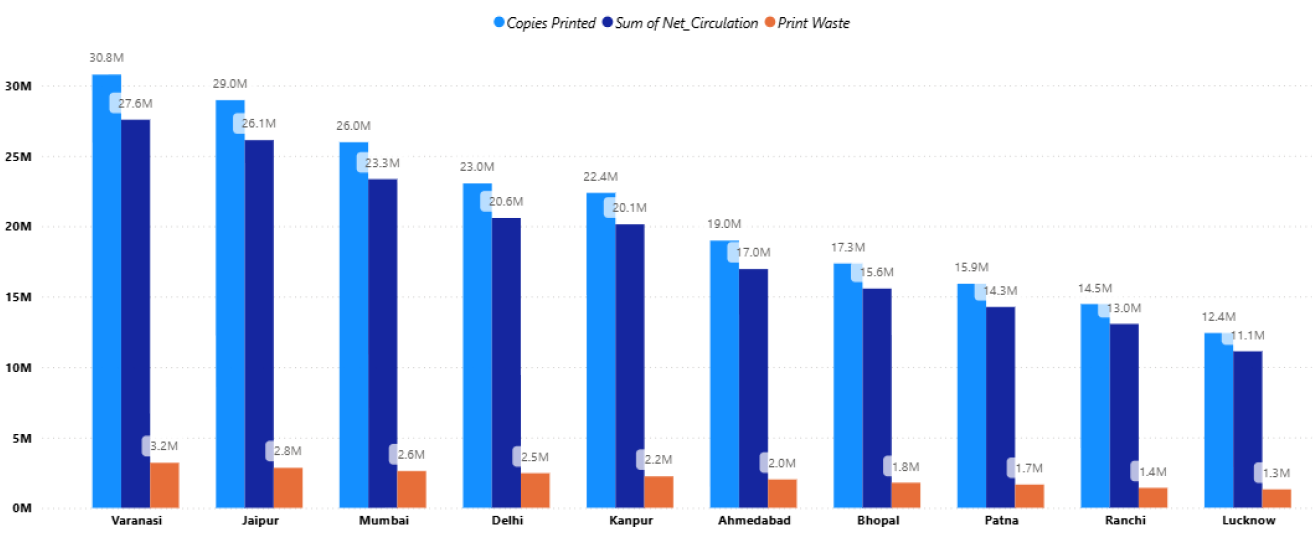 Copies Printed Sum of Net_Circulation Print Waste
30.8M
29.0M
30M
27.6M
26.1M
26.0M
25M
23.3M
23.0M
22.4M
20.6M
20.1M
20M
19.0M
17.0M
17.3M
15.6M
15.9M
15M
14.3M
14.5M
13.0M
12.4M
11.1M
10M
5M
3.2M
2.8M
2.6M
2.5M
2.2M
2.0M
1.8M
1.7M
1.4M
1.3M
0M
Varanasi Jaipur Mumbai Delhi Kanpur Ahmedabad Bhopal Patna Ranchi Lucknow